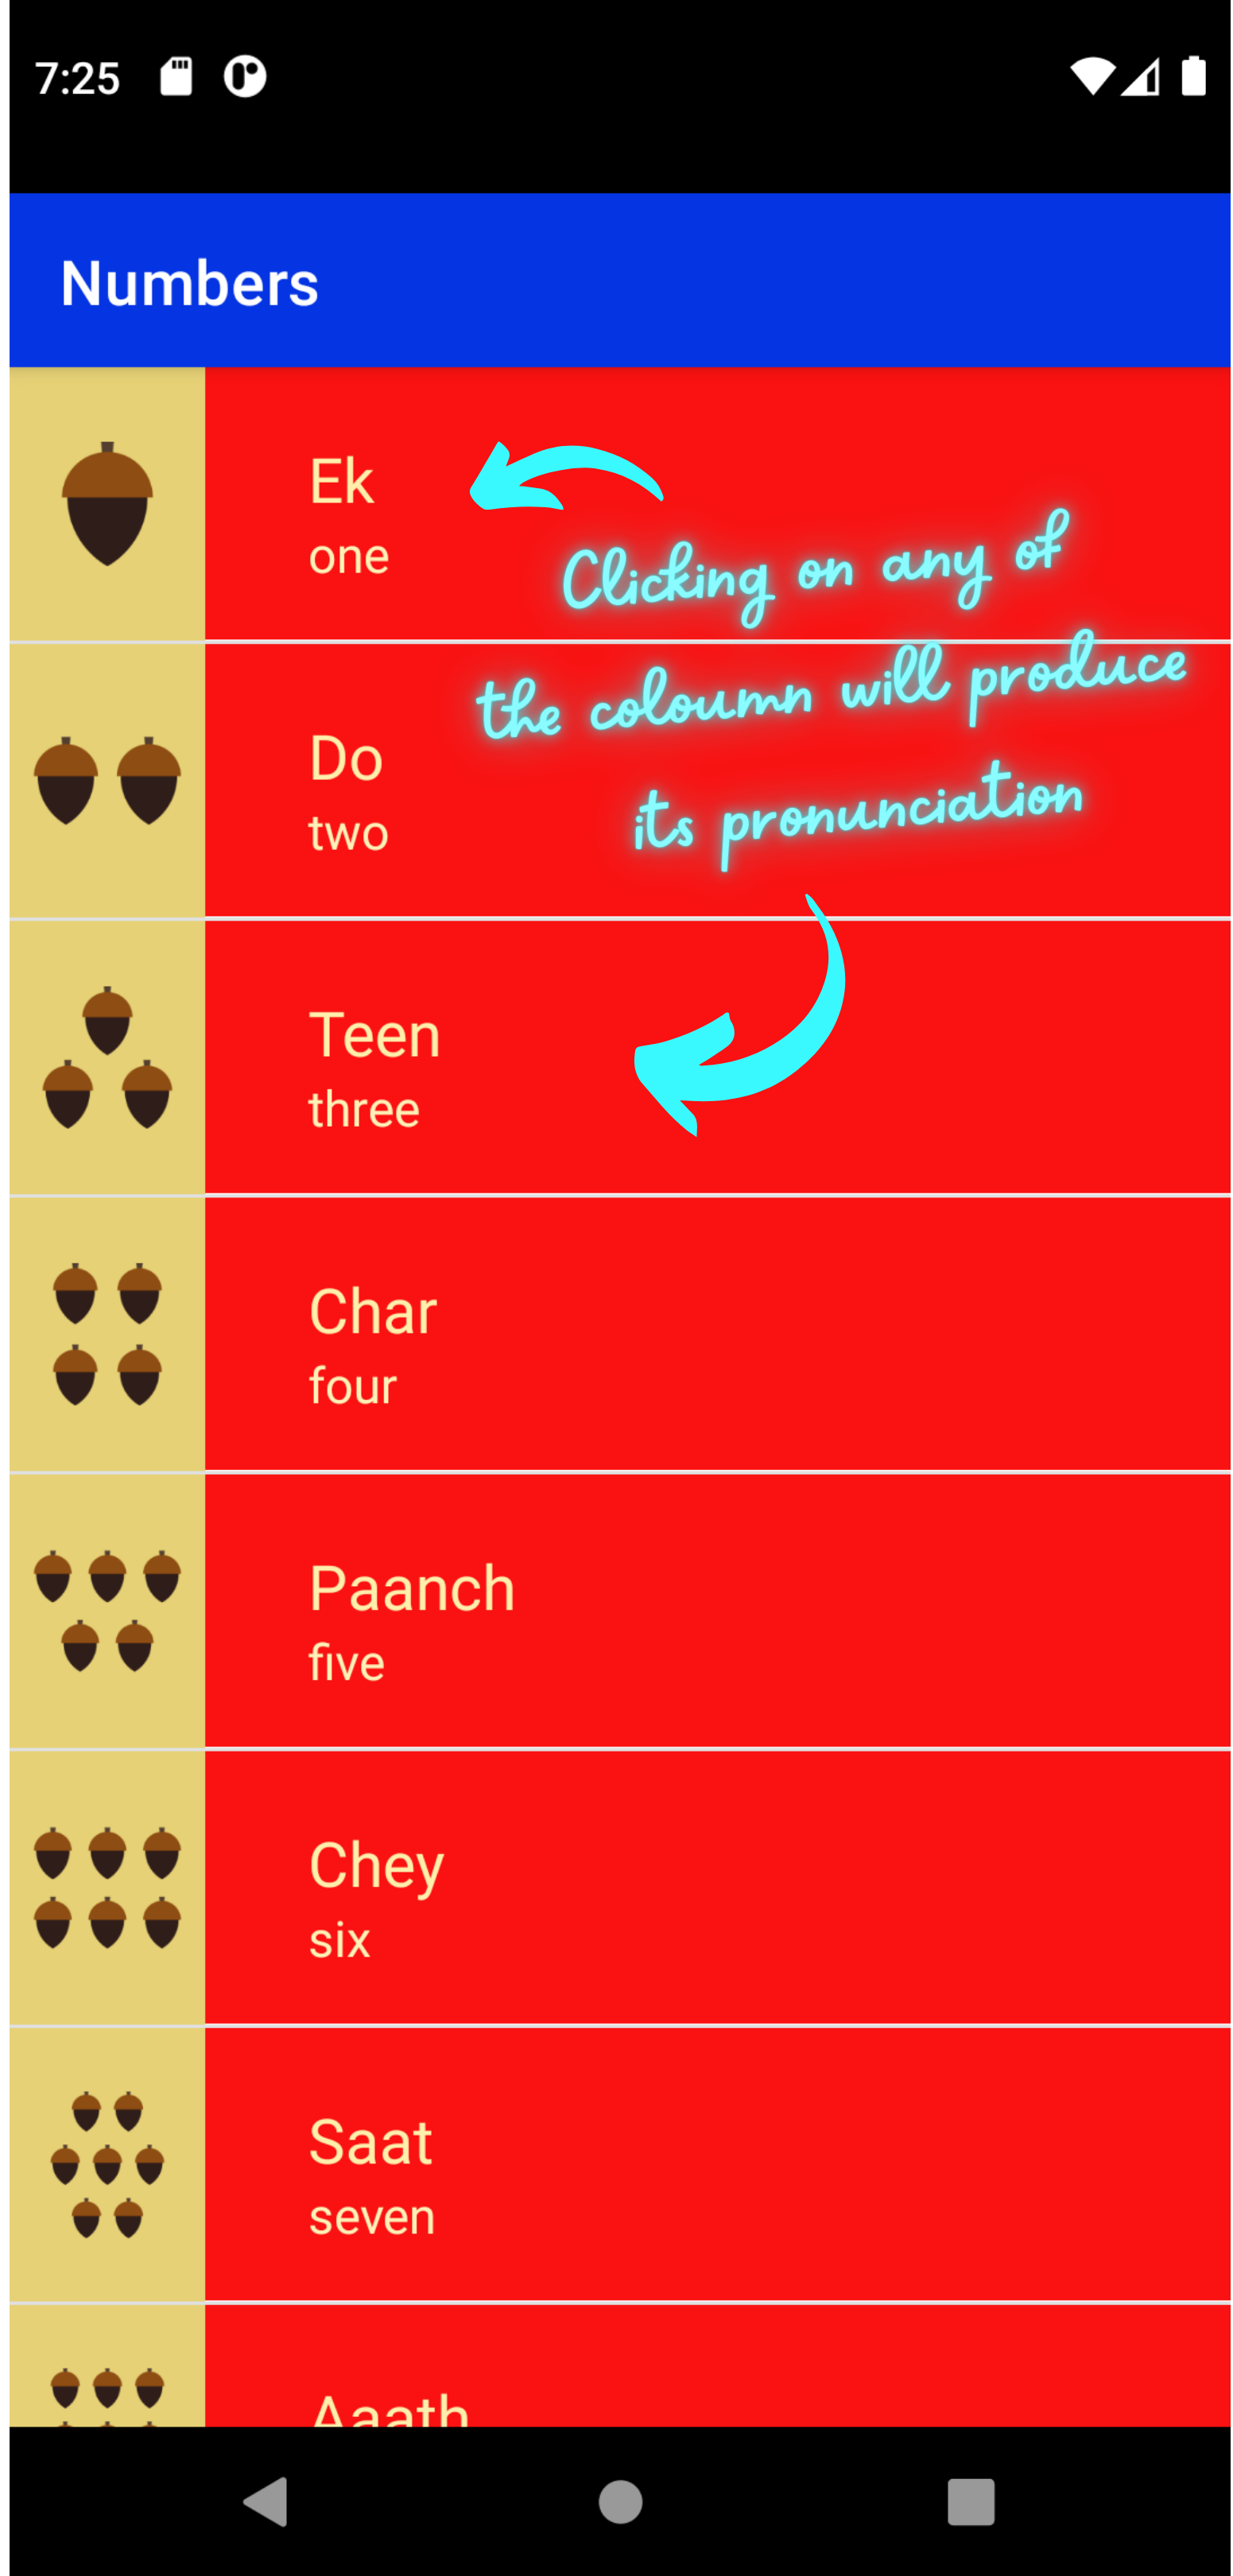 7:25
Numbers
Ek
one
Clicking on any of
the coloumn will produce
its pronunciation
Do
two
Teen
three
Char
four
Paanch
five
Chey
six
Saat
seven
Aaath